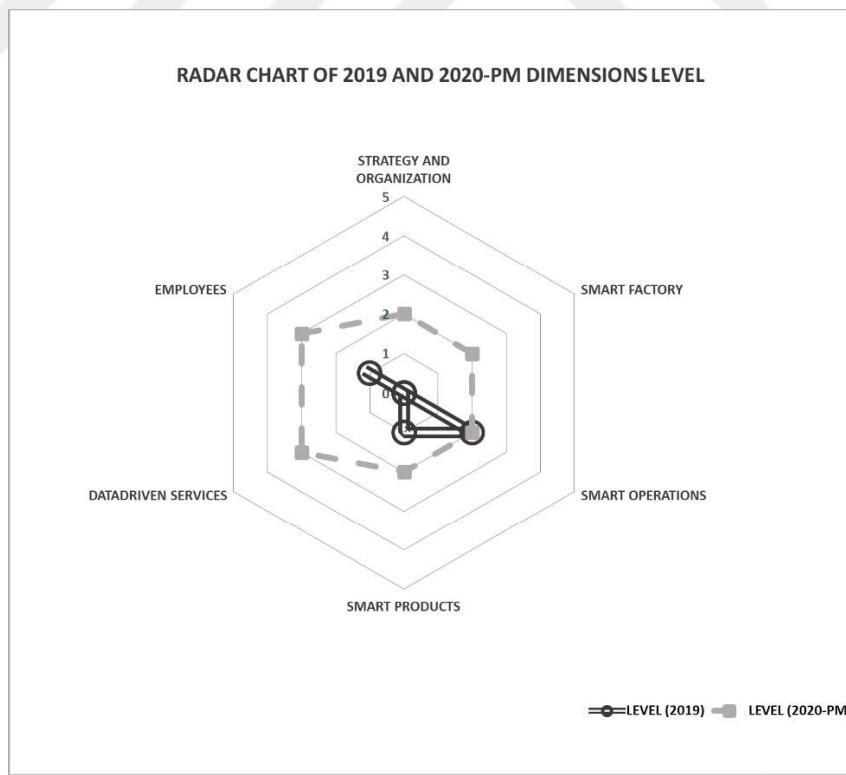 RADAR CHART OF 2019 AND 2020-PM DIMENSIONS LEVEL
STRATEGY AND
ORGANIZATION
5
4
3
2
1
0
EMPLOYEES
SMART FACTORY
DATADRIVEN SERVICES
SMART OPERATIONS
SMART PRODUCTS
LEVEL (2019)
LEVEL (2020-PM